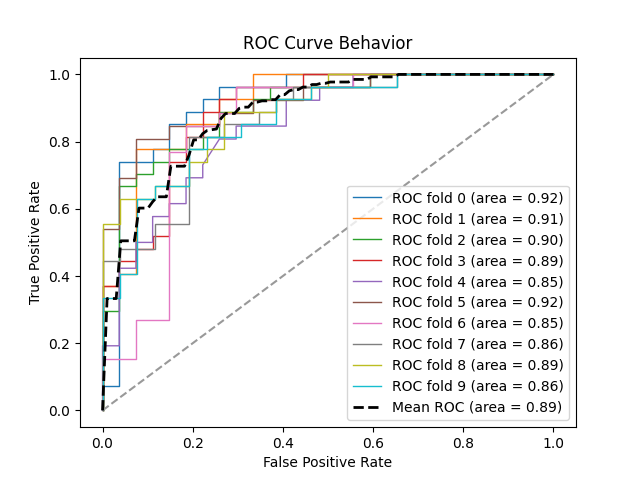 ROC Curve Behavior
True Positive Rate
1.0
0.8
0.6
0.4
0.2
0.0
ROC fold 0 (area = 0.92)
ROC fold 1 (area = 0.91)
ROC fold 2 (area = 0.90)
ROC fold 3 (area = 0.89)
ROC fold 4 (area = 0.85)
ROC fold 5 (area = 0.92)
ROC fold 6 (area = 0.85)
ROC fold 7 (area = 0.86)
ROC fold 8 (area = 0.89)
ROC fold 9 (area = 0.86)
Mean ROC (area = 0.89)
0.0 0.2 0.4 0.6 0.8 1.0
False Positive Rate